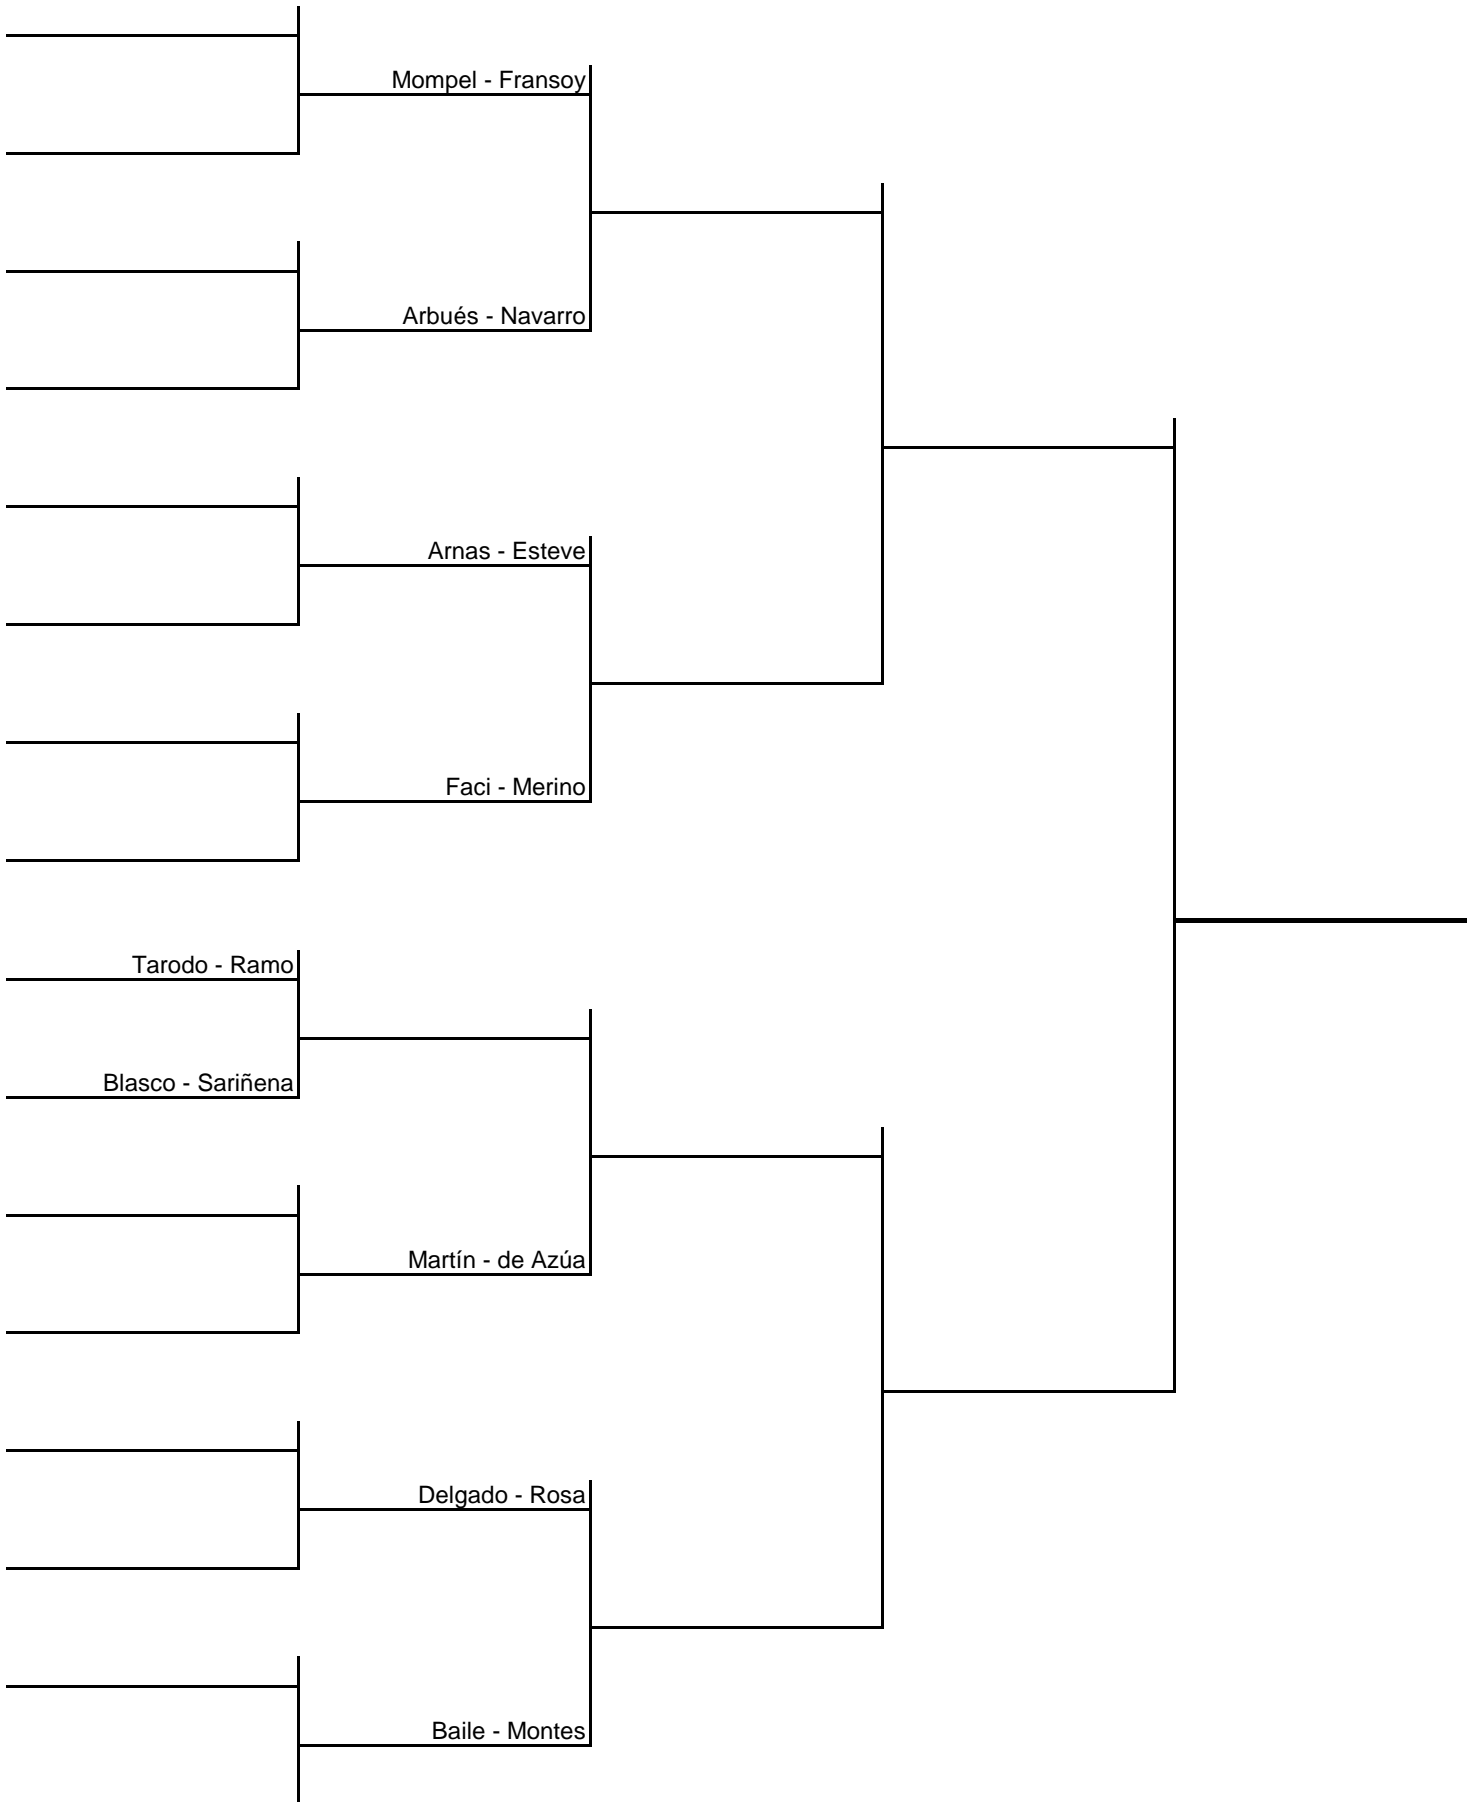 Mompel - Fransoy
Arbués - Navarro
Arnas - Esteve
Faci - Merino
Tarodo - Ramo
Blasco - Sariñena
Martín - de Azúa
Delgado - Rosa
Baile - Montes